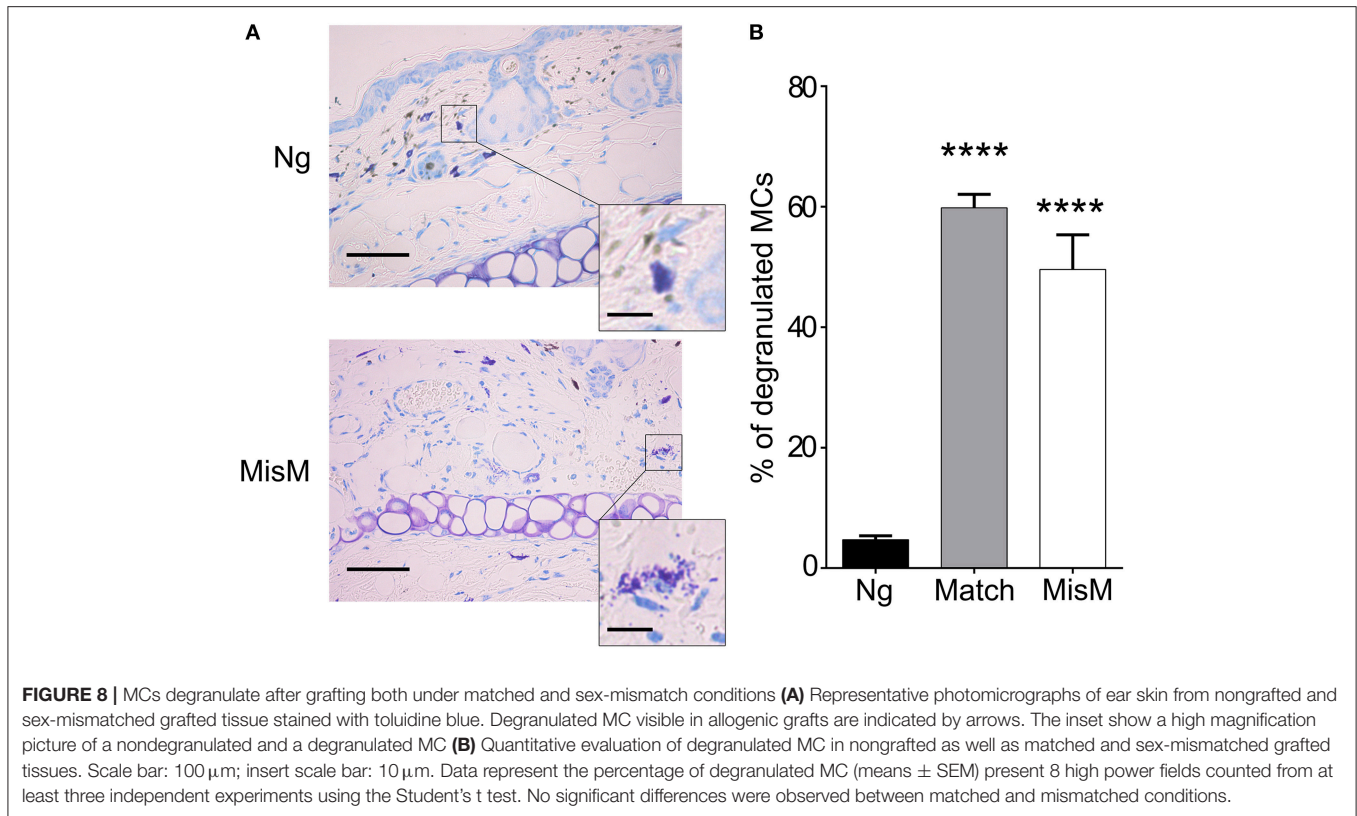 A
B
Ng
MisM
% of degranulated MCs
80
60
40
20
0
****
****
Ng Match MisM
FIGURE 8 | MCs degranulate after grafting both under matched and sex-mismatch conditions (A) Representative photomicrographs of ear skin from nongrafted and
sex-mismatched grafted tissue stained with toluidine blue. Degranulated MC visible in allogenic grafts are indicated by arrows. The inset show a high magnification
picture of a nondegranulated and a degranulated MC (B) Quantitative evaluation of degranulated MC in nongrafted as well as matched and sex-mismatched grafted
tissues. Scale bar: 100 μm; insert scale bar: 10 μm. Data represent the percentage of degranulated MC (means ± SEM) present 8 high power fields counted from at
least three independent experiments using the Student's t test. No significant differences were observed between matched and mismatched conditions.